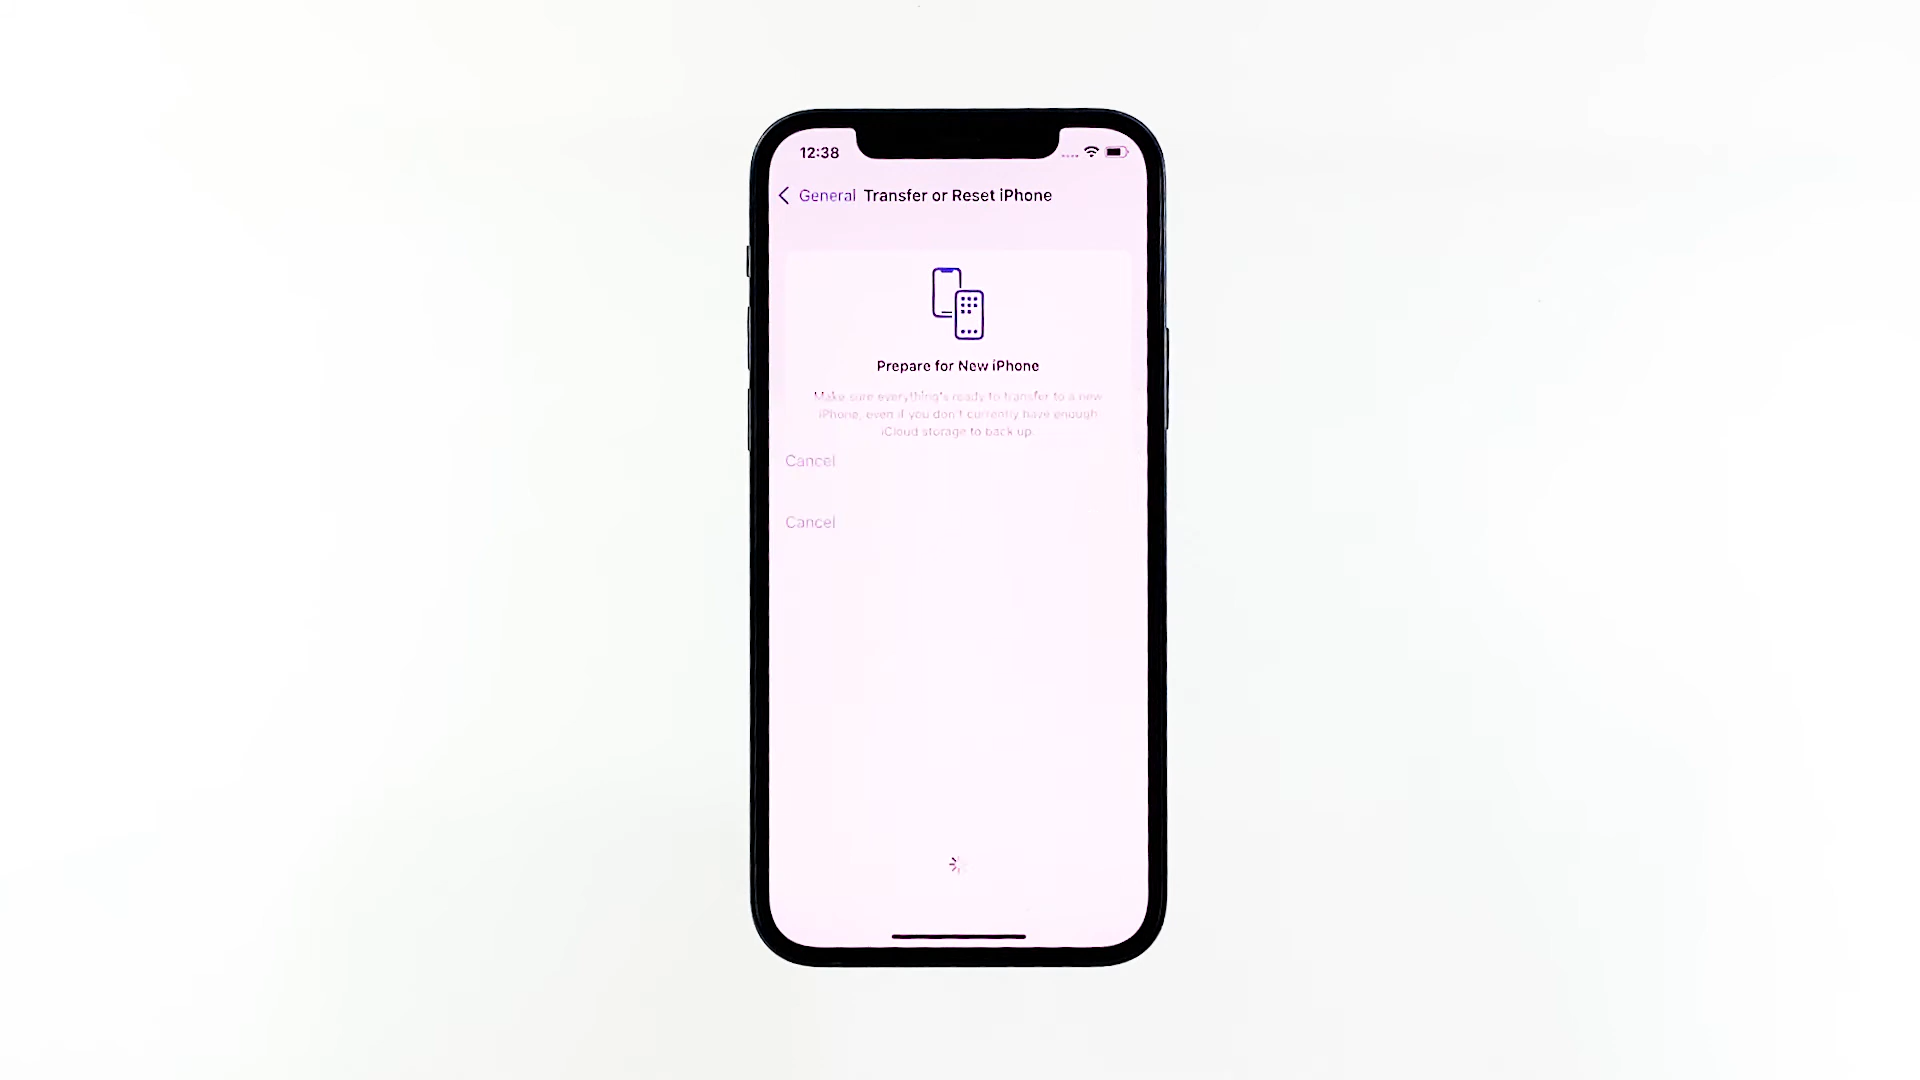 12:38
General Transfer or Reset iPhone
Prepare for New iPhone
Make sure everything's ready to transfer to a new
iPhone, even if you don't currently have enough
iCloud storage to back up.
Cancel
Cancel